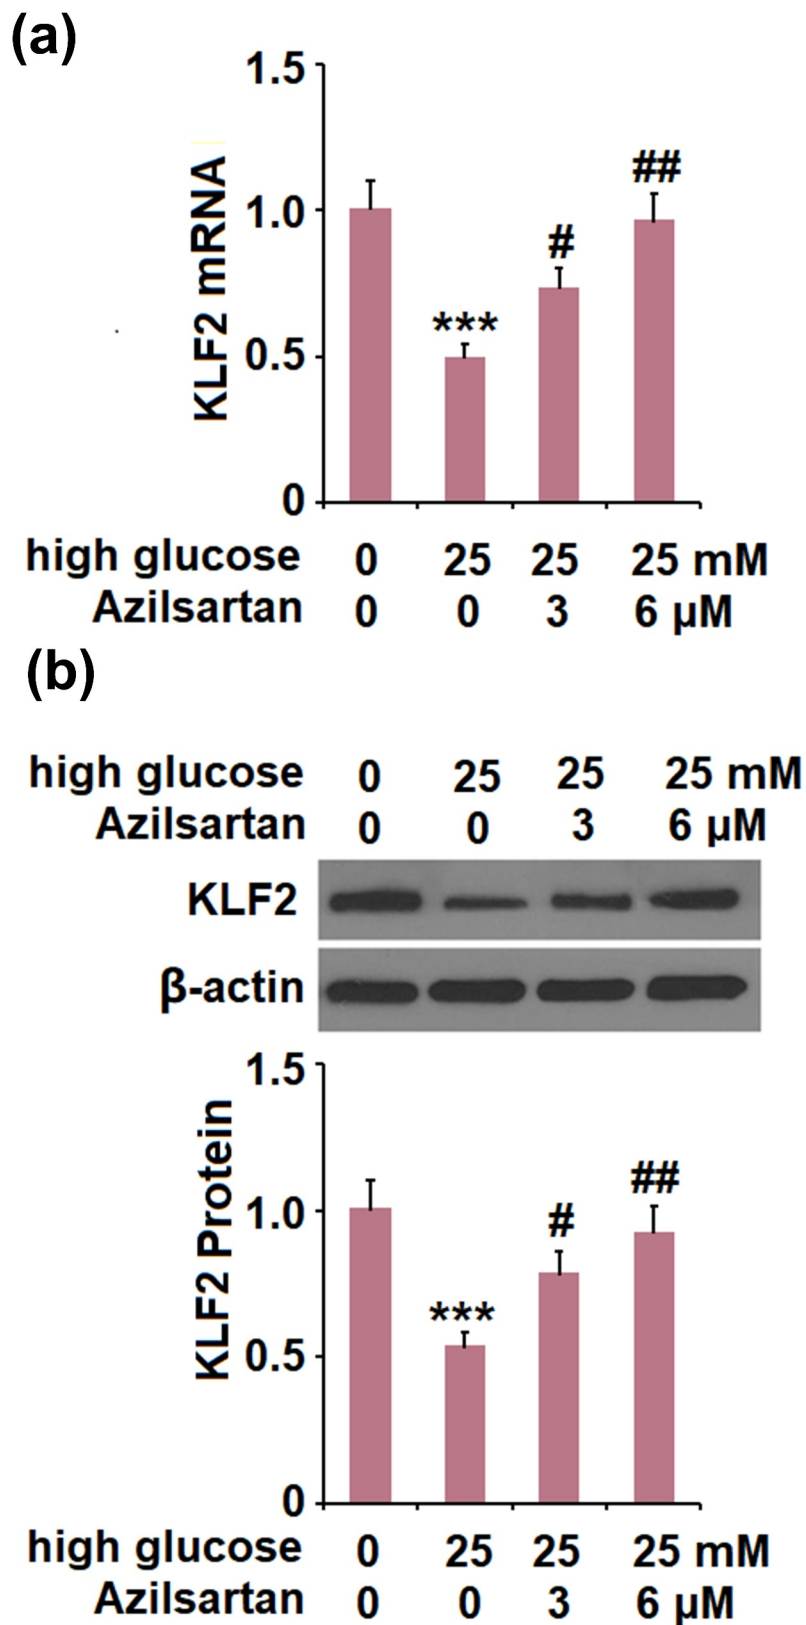 (a)
KLF2 mRNA
1.5
##
1.0
#
***
0.5
0
high glucose 0 25 25 25 mM
Azilsartan 0 0 3 6 µM
(b)
high glucose 0 25 25 25 mM
Azilsartan 0 0 3 6 µM
KLF2
β-actin
KLF2 Protein
1.5
##
1.0
#
***
0.5
0
high glucose 0 25 25 25 mM
Azilsartan 0 0 3 6 µM